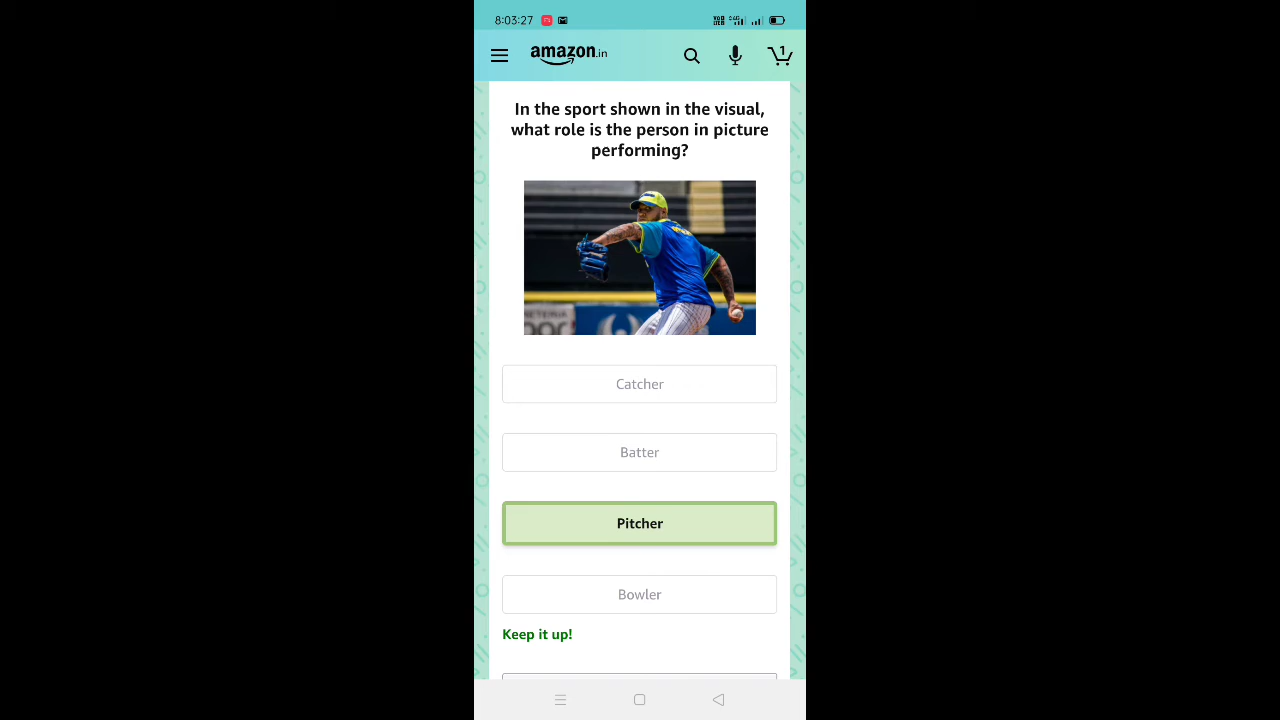 8:03:27
amazon.in
1
In the sport shown in the visual,
what role is the person in picture
performing?
Catcher
Batter
Pitcher
Bowler
Keep it up!